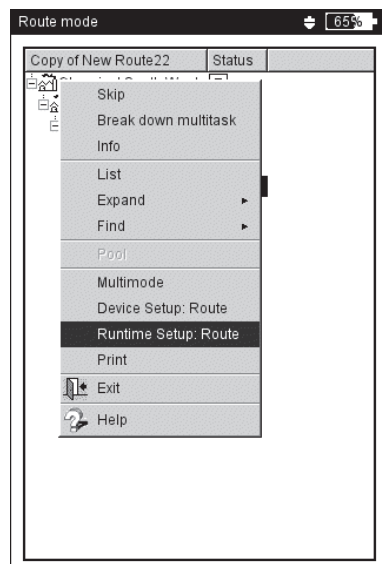 Route mode
65%
Copy of New Route22 Status
Skip
Break down multitask
Info
List
Expand
Find
Pool
Multimode
Device Setup: Route
Runtime Setup: Route
Print
Exit
Help